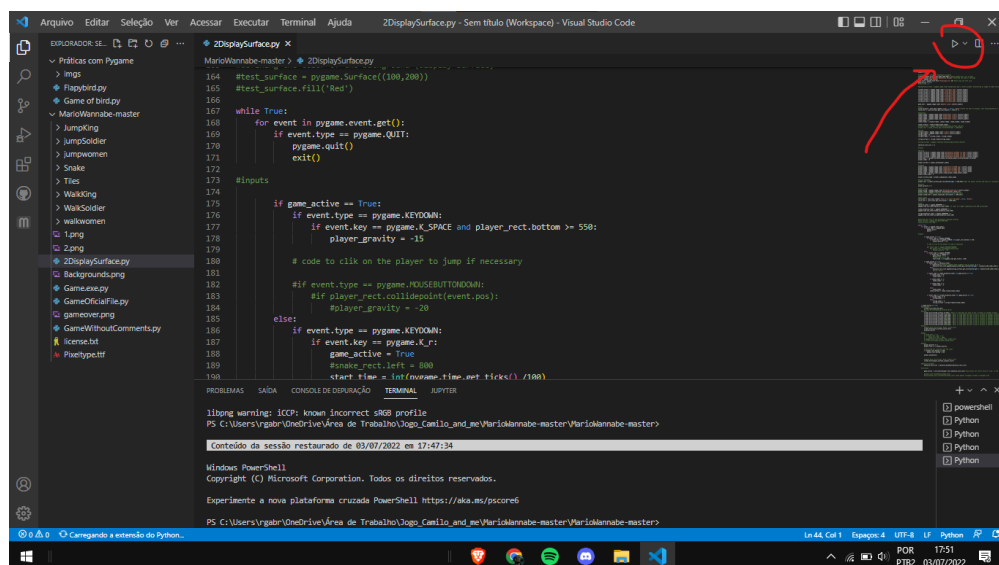 Arquivo Editar Seleção Ver Acessar Executar Terminal Ajuda 2DisplaySurface.py - Sem título (Workspace) - Visual Studio Code
EXPLORADOR: SE... 2DisplaySurface.py
MarioWannabe-master > 2DisplaySurface.py
Práticas com Pygame
imgs
Flapybird.py
Game of bird.py
MarioWannabe-master
JumpKing
jumpSoldier
jumpwomen
Snake
Tiles
WalkKing
WalkSoldier
walkwomen
1.png
2.png
2DisplaySurface.py
Backgrounds.png
Game.exe.py
GameOficialFile.py
gameover.png
GameWithoutComments.py
license.txt
Pixeltype.ttf
164 #test_surface = pygame.Surface((100,200))
165 #test_surface.fill('Red')
166
167 while True:
168 for event in pygame.event.get():
169 if event.type == pygame.QUIT:
170 pygame.quit()
171 exit()
172
173 #inputs
174
175 if game_active == True:
176 if event.type == pygame.KEYDOWN:
177 if event.key == pygame.K_SPACE and player_rect.bottom >= 550:
178 player_gravity = -15
179
180 # code to clik on the player to jump if necessary
181
182 #if event.type == pygame.MOUSEBUTTONDOWN:
183 #if player_rect.collidepoint(event.pos):
184 #player_gravity = -20
185 else:
186 if event.type == pygame.KEYDOWN:
187 if event.key == pygame.K_r:
188 game_active = True
189 #snake_rect.left = 800
190 start_time = int(pygame.time.get_ticks() /100)
PROBLEMAS SAÍDA CONSOLE DE DEPURAÇÃO TERMINAL JUPYTER
libpng warning: iCCP: known incorrect sRGB profile
PS C:\Users\rgabr\OneDrive\Área de Trabalho\Jogo_Camilo_and_me\MarioWannabe-master\MarioWannabe-master>
Conteúdo da sessão restaurado de 03/07/2022 em 17:47:34
Windows PowerShell
Copyright (C) Microsoft Corporation. Todos os direitos reservados.
Experimente a nova plataforma cruzada PowerShell https://aka.ms/pscore6
PS C:\Users\rgabr\OneDrive\Área de Trabalho\Jogo_Camilo_and_me\MarioWannabe-master\MarioWannabe-master>
powershell
Python
Python
Python
Python
0 0 Carregando a extensão do Python... Ln 44, Col 1 Espaços: 4 UTF-8 LF Python
POR 17:51
PTB2 03/07/2022